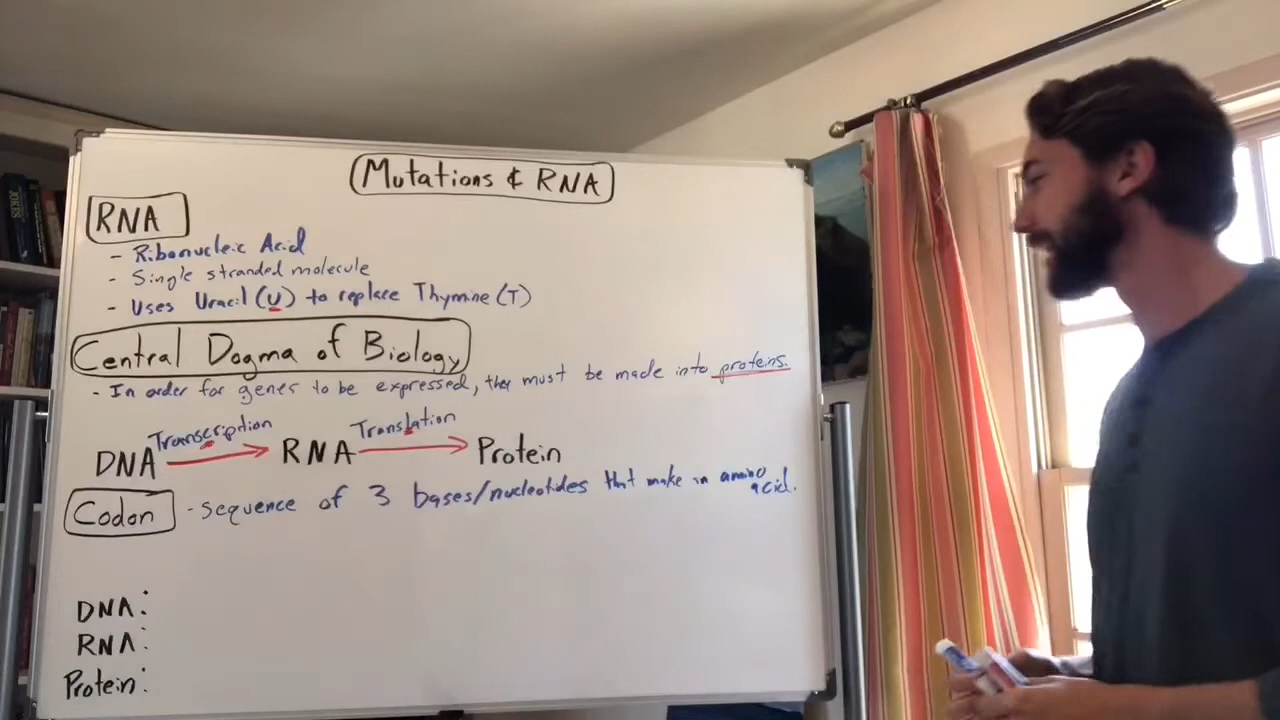 Mutations & RNA
RNA
- Ribonucleic Acid
- Single stranded molecule
- Uses Uracil (U) to replace Thymine (T)
Central Dogma of Biology
- In order for genes to be expressed, they must be made into proteins.
Transcription Translation
DNA RNA Protein
Codon - sequence of 3 bases/nucleotides that make an amino acid.
DNA:
RNA:
Protein:
JOKES